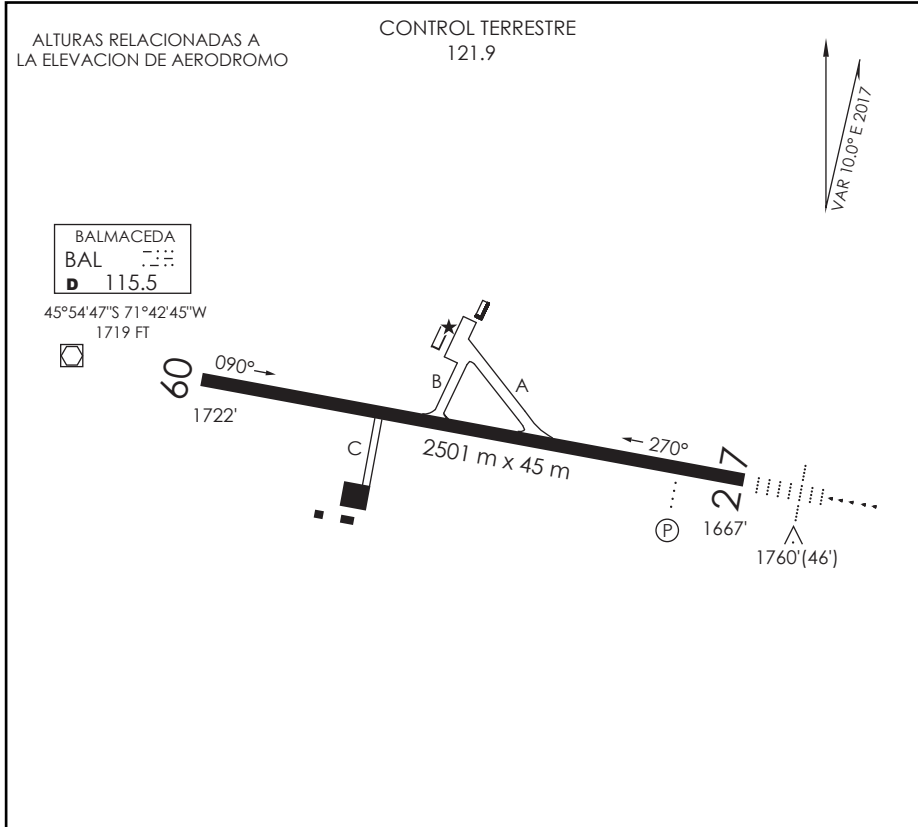 ALTURAS RELACIONADAS A
LA ELEVACION DE AERODROMO
CONTROL TERRESTRE
121.9
VAR 10.0° E 2017
BALMACEDA
BAL
D 115.5
45°54'47"S 71°42'45"W
1719 FT
09
090°
1722'
B
A
C
2501 m x 45 m
270°
27
1667'
P
1760'(46')